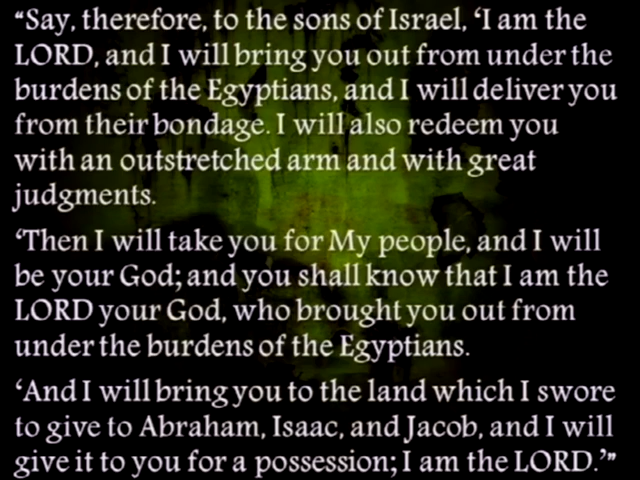 “Say, therefore, to the sons of Israel, ‘I am the
LORD, and I will bring you out from under the
burdens of the Egyptians, and I will deliver you
from their bondage. I will also redeem you
with an outstretched arm and with great
judgments.
‘Then I will take you for My people, and I will
be your God; and you shall know that I am the
LORD your God, who brought you out from
under the burdens of the Egyptians.
‘And I will bring you to the land which I swore
to give to Abraham, Isaac, and Jacob, and I will
give it to you for a possession; I am the LORD.’”